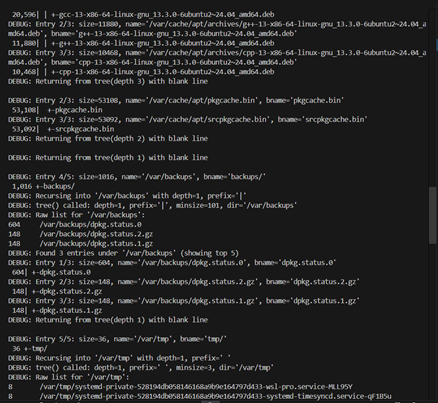 20,596| | +-gcc-13-x86-64-linux-gnu_13.3.0-6ubuntu2~24.04_amd64.deb
DEBUG: Entry 2/3: size=11880, name='/var/cache/apt/archives/g++-13-x86-64-linux-gnu_13.3.0-6ubuntu2~24.04_a
md64.deb', bname='g++-13-x86-64-linux-gnu_13.3.0-6ubuntu2~24.04_amd64.deb'
11,880| | +-g++-13-x86-64-linux-gnu_13.3.0-6ubuntu2~24.04_amd64.deb
DEBUG: Entry 3/3: size=10468, name='/var/cache/apt/archives/cpp-13-x86-64-linux-gnu_13.3.0-6ubuntu2~24.04_a
md64.deb', bname='cpp-13-x86-64-linux-gnu_13.3.0-6ubuntu2~24.04_amd64.deb'
10,468| | +-cpp-13-x86-64-linux-gnu_13.3.0-6ubuntu2~24.04_amd64.deb
DEBUG: Returning from tree(depth 3) with blank line
DEBUG: Entry 2/3: size=53108, name='/var/cache/apt/pkgcache.bin', bname='pkgcache.bin'
53,108| +-pkgcache.bin
DEBUG: Entry 3/3: size=53092, name='/var/cache/apt/srcpkgcache.bin', bname='srcpkgcache.bin'
53,092| +-srcpkgcache.bin
DEBUG: Returning from tree(depth 2) with blank line
DEBUG: Returning from tree(depth 1) with blank line
DEBUG: Entry 4/5: size=1016, name='/var/backups', bname='backups/'
1,016 +-backups/
DEBUG: Recursing into '/var/backups' with depth=1, prefix='|'
DEBUG: tree() called: depth=1, prefix='|', minsize=101, dir='/var/backups'
DEBUG: Raw list for '/var/backups':
604 /var/backups/dpkg.status.0
148 /var/backups/dpkg.status.2.gz
148 /var/backups/dpkg.status.1.gz
DEBUG: Found 3 entries under '/var/backups' (showing top 5)
DEBUG: Entry 1/3: size=604, name='/var/backups/dpkg.status.0', bname='dpkg.status.0'
604| +-dpkg.status.0
DEBUG: Entry 2/3: size=148, name='/var/backups/dpkg.status.2.gz', bname='dpkg.status.2.gz'
148| +-dpkg.status.2.gz
DEBUG: Entry 3/3: size=148, name='/var/backups/dpkg.status.1.gz', bname='dpkg.status.1.gz'
148| +-dpkg.status.1.gz
DEBUG: Returning from tree(depth 1) with blank line
DEBUG: Entry 5/5: size=36, name='/var/tmp', bname='tmp/'
36 +-tmp/
DEBUG: Recursing into '/var/tmp' with depth=1, prefix=' '
DEBUG: tree() called: depth=1, prefix=' ', minsize=3, dir='/var/tmp'
DEBUG: Raw list for '/var/tmp':
8 /var/tmp/systemd-private-528194db058146168a9b9e164797d433-wsl-pro.service-MLL95Y
8 /var/tmp/systemd-private-528194db058146168a9b9e164797d433-systemd-timesyncd.service-qF185u